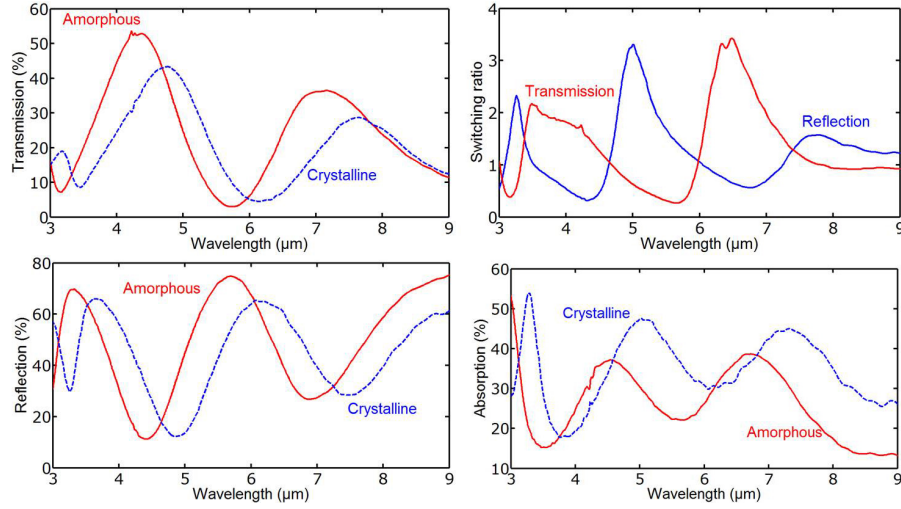 60
50
40
30
20
10
0
Transmission (%)
Amorphous
Crystalline
3 4 5 6 7 8 9
Wavelength (μm)
4
3
2
1
0
Switching ratio
Transmission
Reflection
3 4 5 6 7 8 9
Wavelength (μm)
80
60
40
20
0
Reflection (%)
Amorphous
Crystalline
3 4 5 6 7 8 9
Wavelength (μm)
60
50
40
30
20
10
Absorption (%)
Crystalline
Amorphous
3 4 5 6 7 8 9
Wavelength (μm)